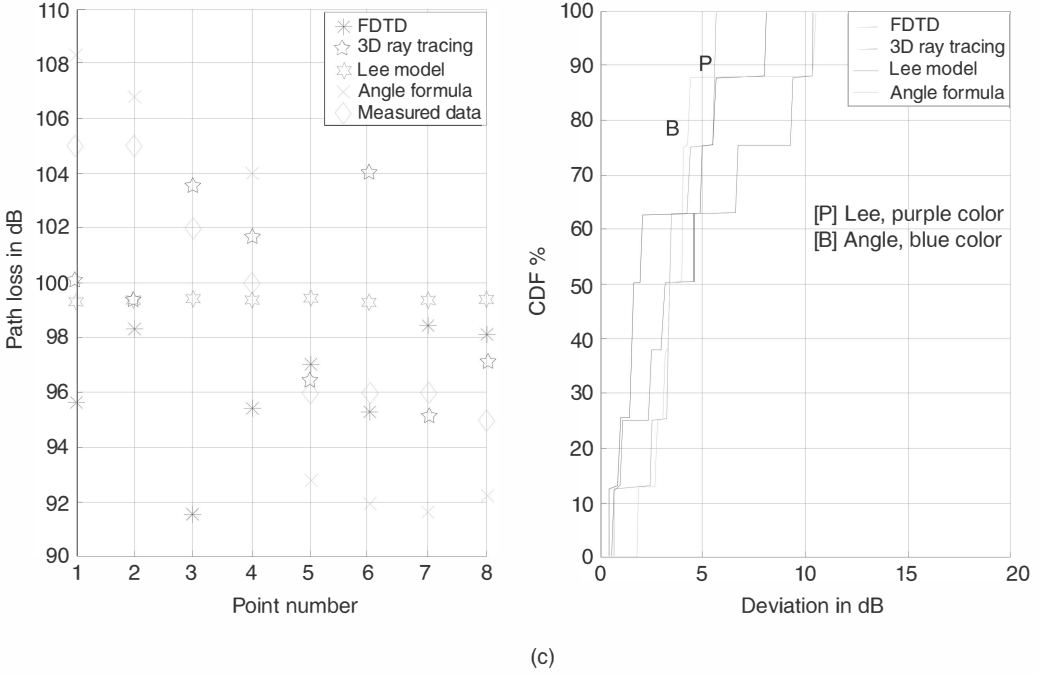 110
108
106
104
102
100
98
96
94
92
90
Path loss in dB
1 2 3 4 5 6 7 8
Point number
FDTD
3D ray tracing
Lee model
Angle formula
Measured data
100
90
80
70
60
50
40
30
20
10
0
CDF %
0 5 10 15 20
Deviation in dB
FDTD
3D ray tracing
Lee model
Angle formula
P
B
[P] Lee, purple color
[B] Angle, blue color
(c)